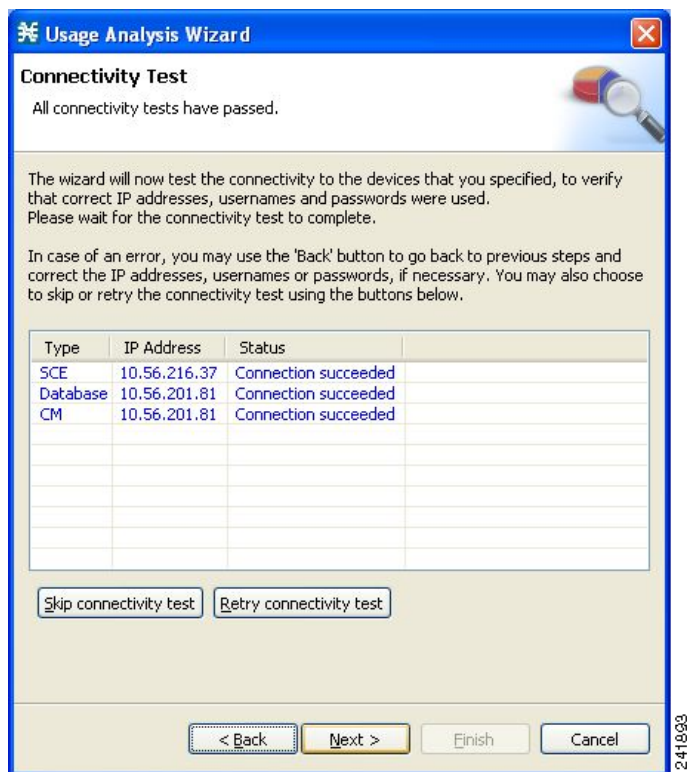 Usage Analysis Wizard
Connectivity Test
All connectivity tests have passed.
The wizard will now test the connectivity to the devices that you specified, to verify
that correct IP addresses, usernames and passwords were used.
Please wait for the connectivity test to complete.
In case of an error, you may use the 'Back' button to go back to previous steps and
correct the IP addresses, usernames or passwords, if necessary. You may also choose
to skip or retry the connectivity test using the buttons below.
Type IP Address Status
SCE 10.56.216.37 Connection succeeded
Database 10.56.201.81 Connection succeeded
CM 10.56.201.81 Connection succeeded
Skip connectivity test Retry connectivity test
< Back Next > Finish Cancel
241893